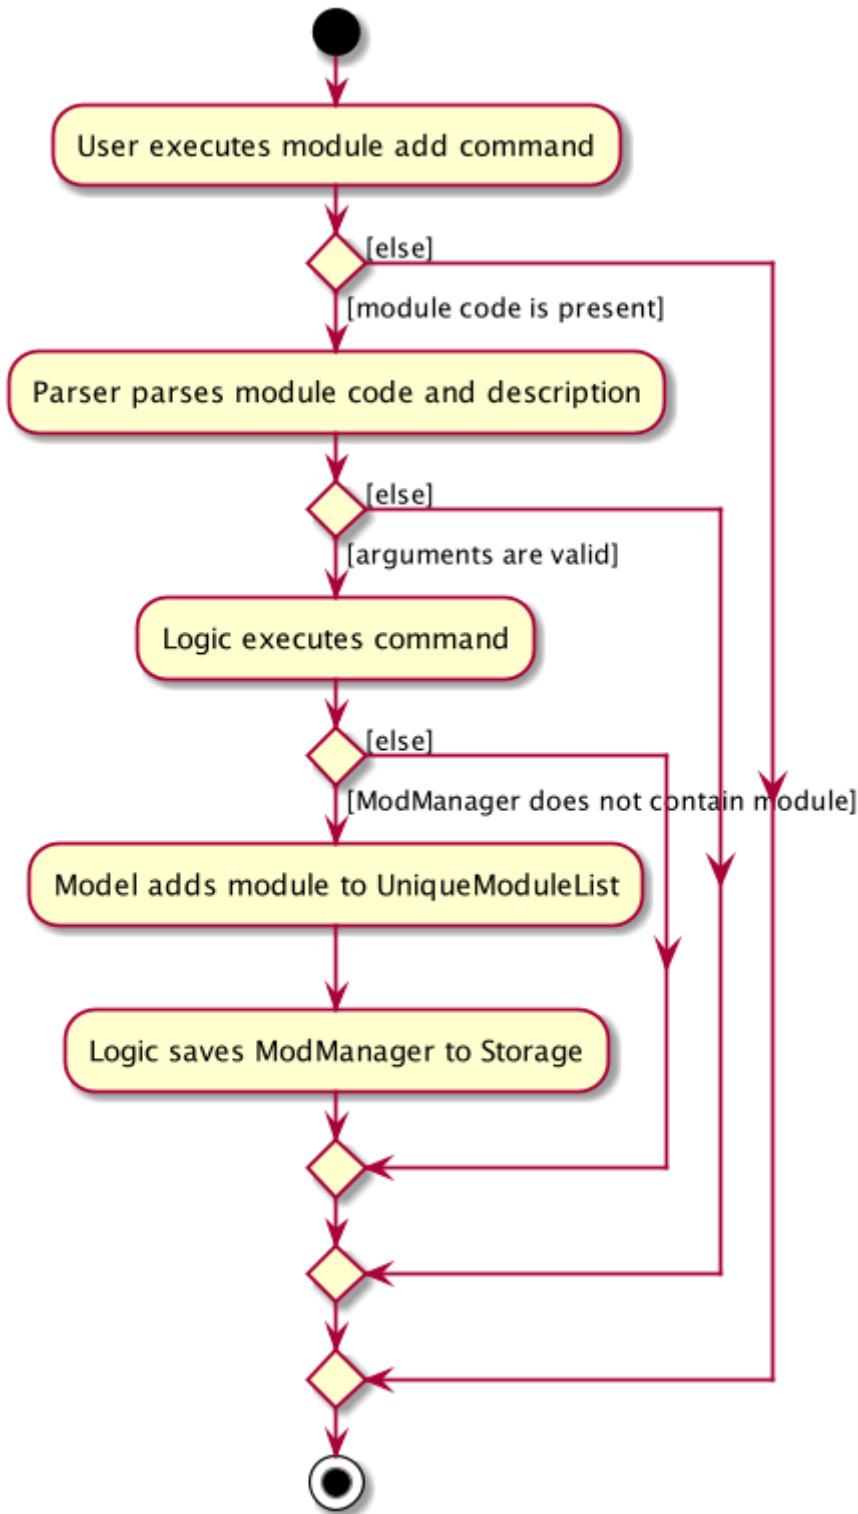 User executes module add command
[else]
[module code is present]
Parser parses module code and description
[else]
[arguments are valid]
Logic executes command
[else]
[ModManager does not contain module]
Model adds module to UniqueModuleList
Logic saves ModManager to Storage